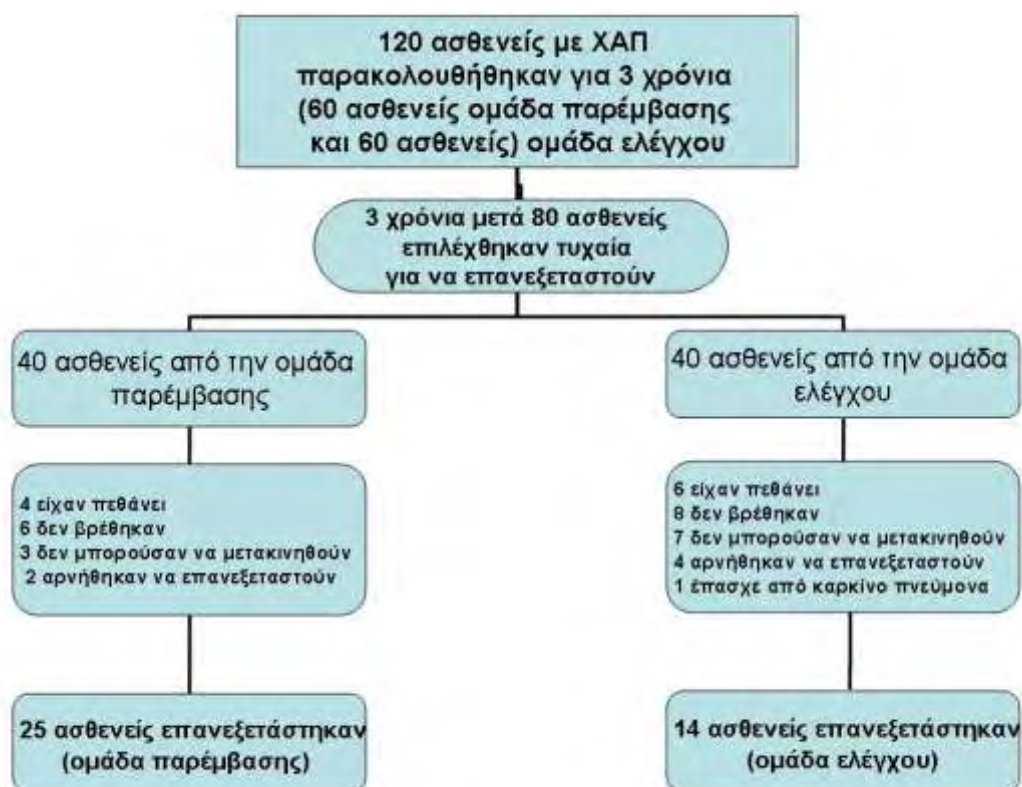 120 ασθενείς με ΧΑΠ
παρακολουθήθηκαν για 3 χρόνια
(60 ασθενείς ομάδα παρέμβασης
και 60 ασθενείς) ομάδα ελέγχου
3 χρόνια μετά 80 ασθενείς
επιλέχθηκαν τυχαία
για να επανεξεταστούν
40 ασθενείς από την ομάδα
παρέμβασης
40 ασθενείς από την ομάδα
ελέγχου
4 είχαν πεθάνει
6 δεν βρέθηκαν
3 δεν μπορούσαν να μετακινηθούν
2 αρνήθηκαν να επανεξεταστούν
6 είχαν πεθάνει
8 δεν βρέθηκαν
7 δεν μπορούσαν να μετακινηθούν
4 αρνήθηκαν να επανεξεταστούν
1 έπασχε από καρκίνο πνεύμονα
25 ασθενείς επανεξετάστηκαν
(ομάδα παρέμβασης)
14 ασθενείς επανεξετάστηκαν
(ομάδα ελέγχου)